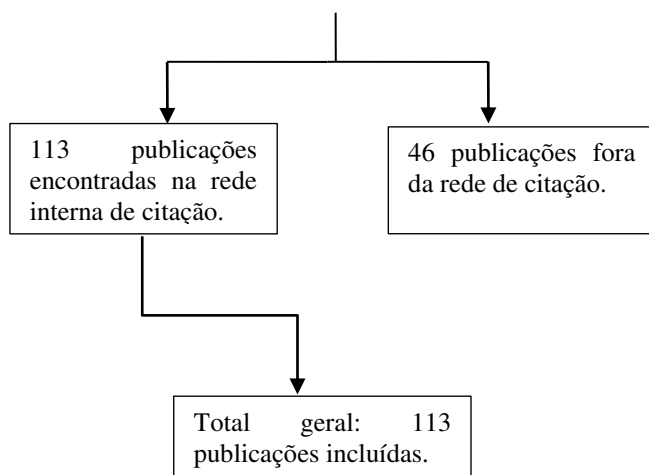 113 publicações
encontradas na rede
interna de citação.
46 publicações fora
da rede de citação.
Total geral: 113
publicações incluídas.